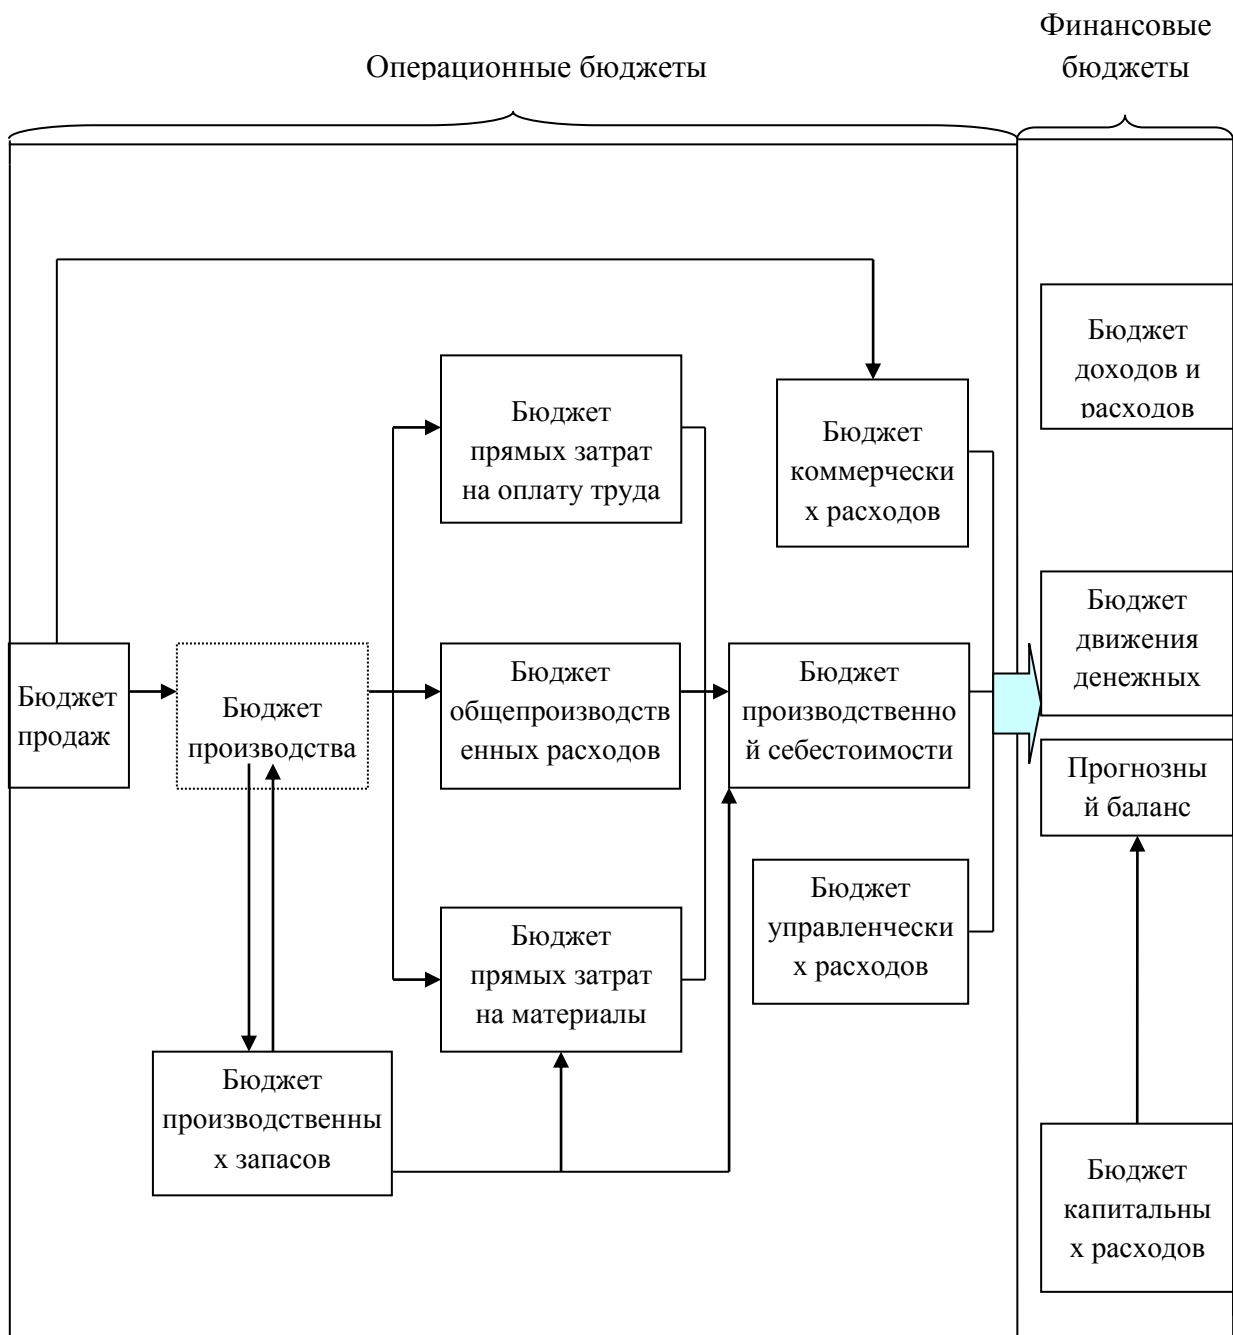 Финансовые
бюджеты
Операционные бюджеты
Бюджет
доходов и
расходов
Бюджет
прямых затрат
на оплату труда
Бюджет
коммерчески
х расходов
Бюджет
движения
денежных
Бюджет
продаж
Бюджет
производства
Бюджет
общепроизводств
енных расходов
Бюджет
производственно
й себестоимости
Прогнозны
й баланс
Бюджет
управленчески
х расходов
Бюджет
прямых затрат
на материалы
Бюджет
производственны
х запасов
Бюджет
капитальны
х расходов